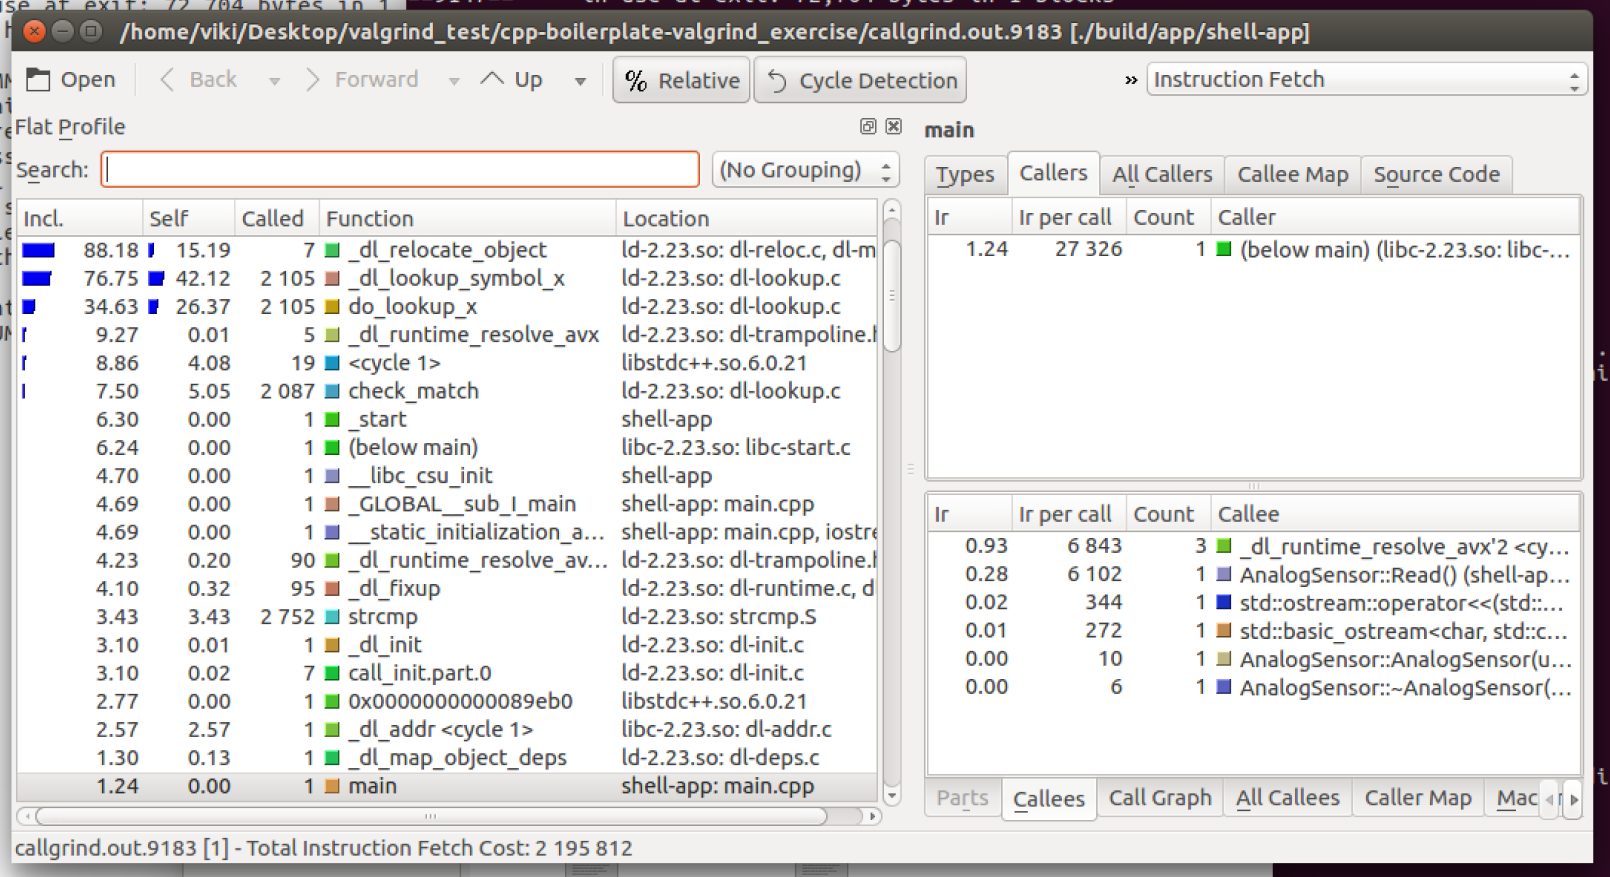 use at exit: 72,704 bytes in 1
/home/viki/Desktop/valgrind_test/cpp-boilerplate-valgrind_exercise/callgrind.out.9183 [./build/app/shell-app]
Open Back Forward Up % Relative Cycle Detection » Instruction Fetch
Flat Profile
Search: (No Grouping)
Incl. Self Called Function Location
88.18 15.19 7 _dl_relocate_object ld-2.23.so: dl-reloc.c, dl-m
76.75 42.12 2 105 _dl_lookup_symbol_x ld-2.23.so: dl-lookup.c
34.63 26.37 2 105 do_lookup_x ld-2.23.so: dl-lookup.c
9.27 0.01 5 _dl_runtime_resolve_avx ld-2.23.so: dl-trampoline.h
8.86 4.08 19 <cycle 1> libstdc++.so.6.0.21
7.50 5.05 2 087 check_match ld-2.23.so: dl-lookup.c
6.30 0.00 1 _start shell-app
6.24 0.00 1 (below main) libc-2.23.so: libc-start.c
4.70 0.00 1 __libc_csu_init shell-app
4.69 0.00 1 _GLOBAL__sub_I_main shell-app: main.cpp
4.69 0.00 1 __static_initialization_a... shell-app: main.cpp, iostre
4.23 0.20 90 _dl_runtime_resolve_av... ld-2.23.so: dl-trampoline.h
4.10 0.32 95 _dl_fixup ld-2.23.so: dl-runtime.c, d
3.43 3.43 2 752 strcmp ld-2.23.so: strcmp.S
3.10 0.01 1 _dl_init ld-2.23.so: dl-init.c
3.10 0.02 7 call_init.part.0 ld-2.23.so: dl-init.c
2.77 0.00 1 0x0000000000089eb0 libstdc++.so.6.0.21
2.57 2.57 1 _dl_addr <cycle 1> libc-2.23.so: dl-addr.c
1.30 0.13 1 _dl_map_object_deps ld-2.23.so: dl-deps.c
1.24 0.00 1 main shell-app: main.cpp
main
Types Callers All Callers Callee Map Source Code
Ir Ir per call Count Caller
1.24 27 326 1 (below main) (libc-2.23.so: libc-...
Ir Ir per call Count Callee
0.93 6 843 3 _dl_runtime_resolve_avx'2 <cy...
0.28 6 102 1 AnalogSensor::Read() (shell-ap...
0.02 344 1 std::ostream::operator<<(std::...
0.01 272 1 std::basic_ostream<char, std::c...
0.00 10 1 AnalogSensor::AnalogSensor(u...
0.00 6 1 AnalogSensor::~AnalogSensor(...
Parts Callees Call Graph All Callees Caller Map Mac
callgrind.out.9183 [1] - Total Instruction Fetch Cost: 2 195 812